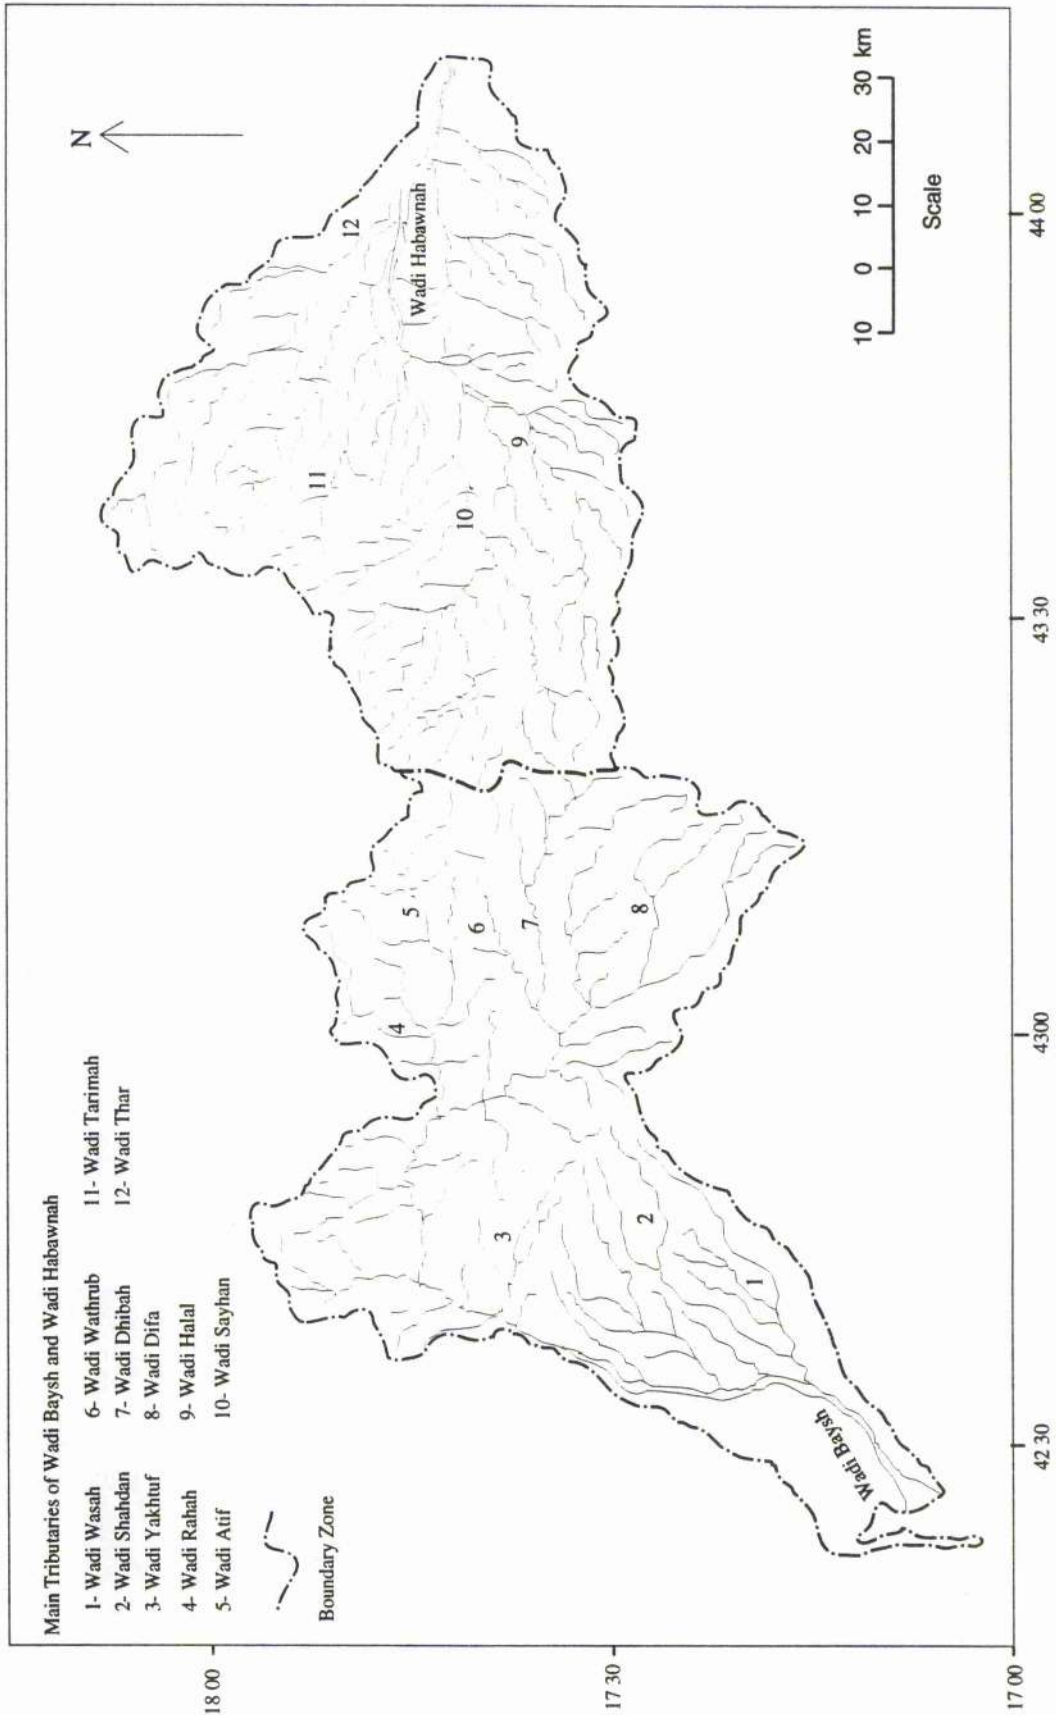 Main Tributaries of Wadi Baysh and Wadi Habawnah
1- Wadi Wasah
2- Wadi Shahdan
3- Wadi Yakhtuf
4- Wadi Rahah
5- Wadi Atif
6- Wadi Wathrub
7- Wadi Dhibah
8- Wadi Difa
9- Wadi Halal
10- Wadi Sayhan
11- Wadi Tarimah
12- Wadi Thar
Boundary Zone
N
12
11
Wadi Habawnah
10
9
5
6
4
7
8
3
2
1
Wadi Baysh
10 0 10 20 30 km
Scale
18 00
17 30
17 00
42 30
4300
43 30
44 00